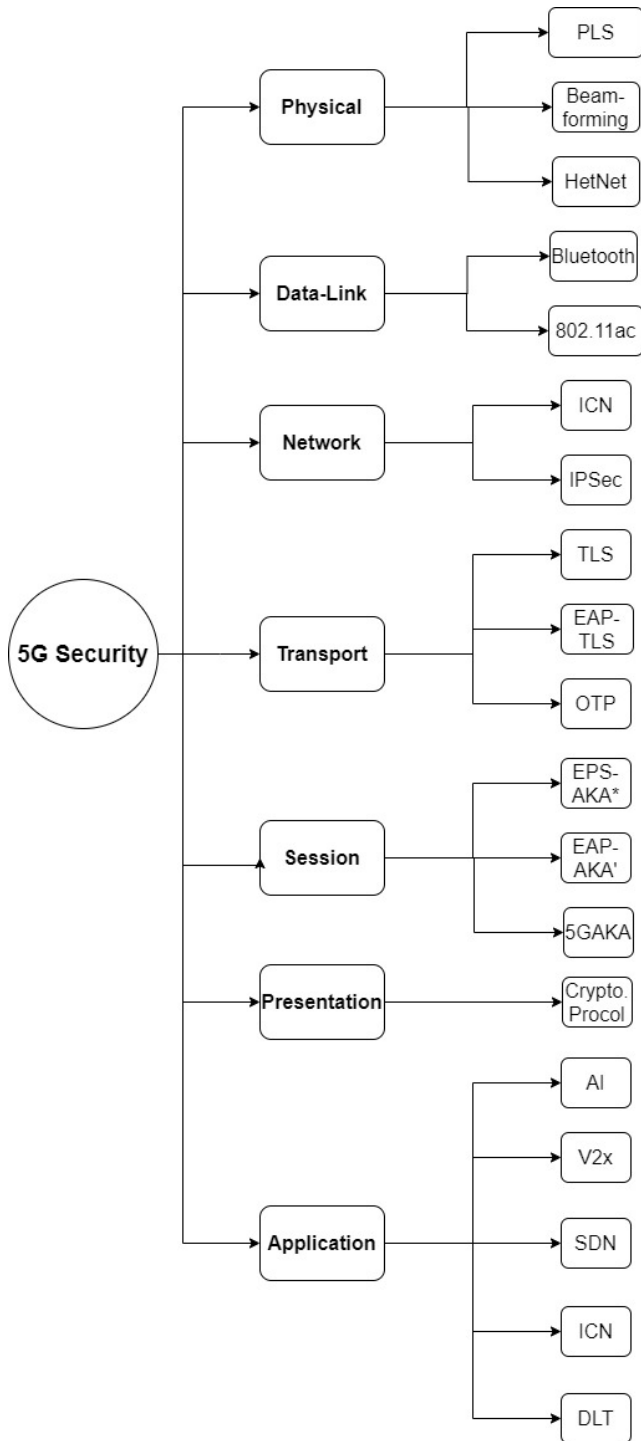 PLS
Physical
Beam-
forming
HetNet
Bluetooth
Data-Link
802.11ac
ICN
Network
IPSec
TLS
5G Security
Transport
EAP-
TLS
OTP
EPS-
AKA*
Session
EAP-
AKA'
5GAKA
Presentation
Crypto.
Procol
AI
V2x
Application
SDN
ICN
DLT